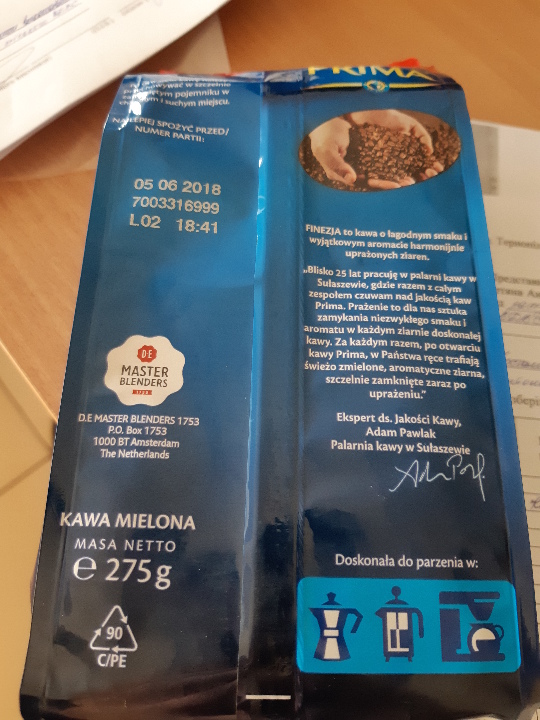 w szczelnie
pojemniku w
i suchym miejscu.
NAJLEPIEJ SPOŻYĆ PRZED/
NUMER PARTII:
05 06 2018
7003316999
L02 18:41
D·E
MASTER
BLENDERS
1753
D.E MASTER BLENDERS 1753
P.O. Box 1753
1000 BT Amsterdam
The Netherlands
KAWA MIELONA
MASA NETTO
e 275g
90
C/PE
PRIMA
FINEZJA to kawa o łagodnym smaku i
wyjątkowym aromacie harmonijnie
uprażonych ziaren.
„Blisko 25 lat pracuję w palarni kawy w
Sułaszewie, gdzie razem z całym
zespołem czuwam nad jakością kaw
Prima. Prażenie to dla nas sztuka
zamykania niezwykłego smaku i
aromatu w każdym ziarnie doskonałej
kawy. Za każdym razem, po otwarciu
kawy Prima, w Państwa ręce trafiają
świeżo zmielone, aromatyczne ziarna,
szczelnie zamknięte zaraz po
uprażeniu."
Ekspert ds. Jakości Kawy,
Adam Pawlak
Palarnia kawy w Sułaszewie
Doskonała do parzenia w: